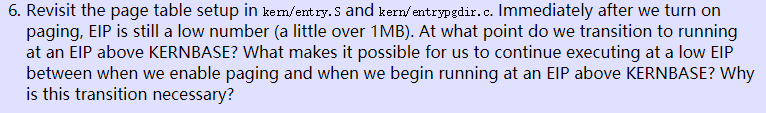 6. Revisit the page table setup in kern/entry.S and kern/entrypgdir.c. Immediately after we turn on
paging, EIP is still a low number (a little over 1MB). At what point do we transition to running
at an EIP above KERNBASE? What makes it possible for us to continue executing at a low EIP
between when we enable paging and when we begin running at an EIP above KERNBASE? Why
is this transition necessary?